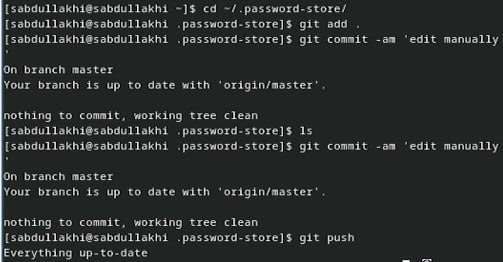 [sabdullakhi@sabdullakhi ~]$ cd ~/.password-store/
[sabdullakhi@sabdullakhi .password-store]$ git add .
[sabdullakhi@sabdullakhi .password-store]$ git commit -am 'edit manually
'
On branch master
Your branch is up to date with 'origin/master'.
nothing to commit, working tree clean
[sabdullakhi@sabdullakhi .password-store]$ ls
[sabdullakhi@sabdullakhi .password-store]$ git commit -am 'edit manually
'
On branch master
Your branch is up to date with 'origin/master'.
nothing to commit, working tree clean
[sabdullakhi@sabdullakhi .password-store]$ git push
Everything up-to-date